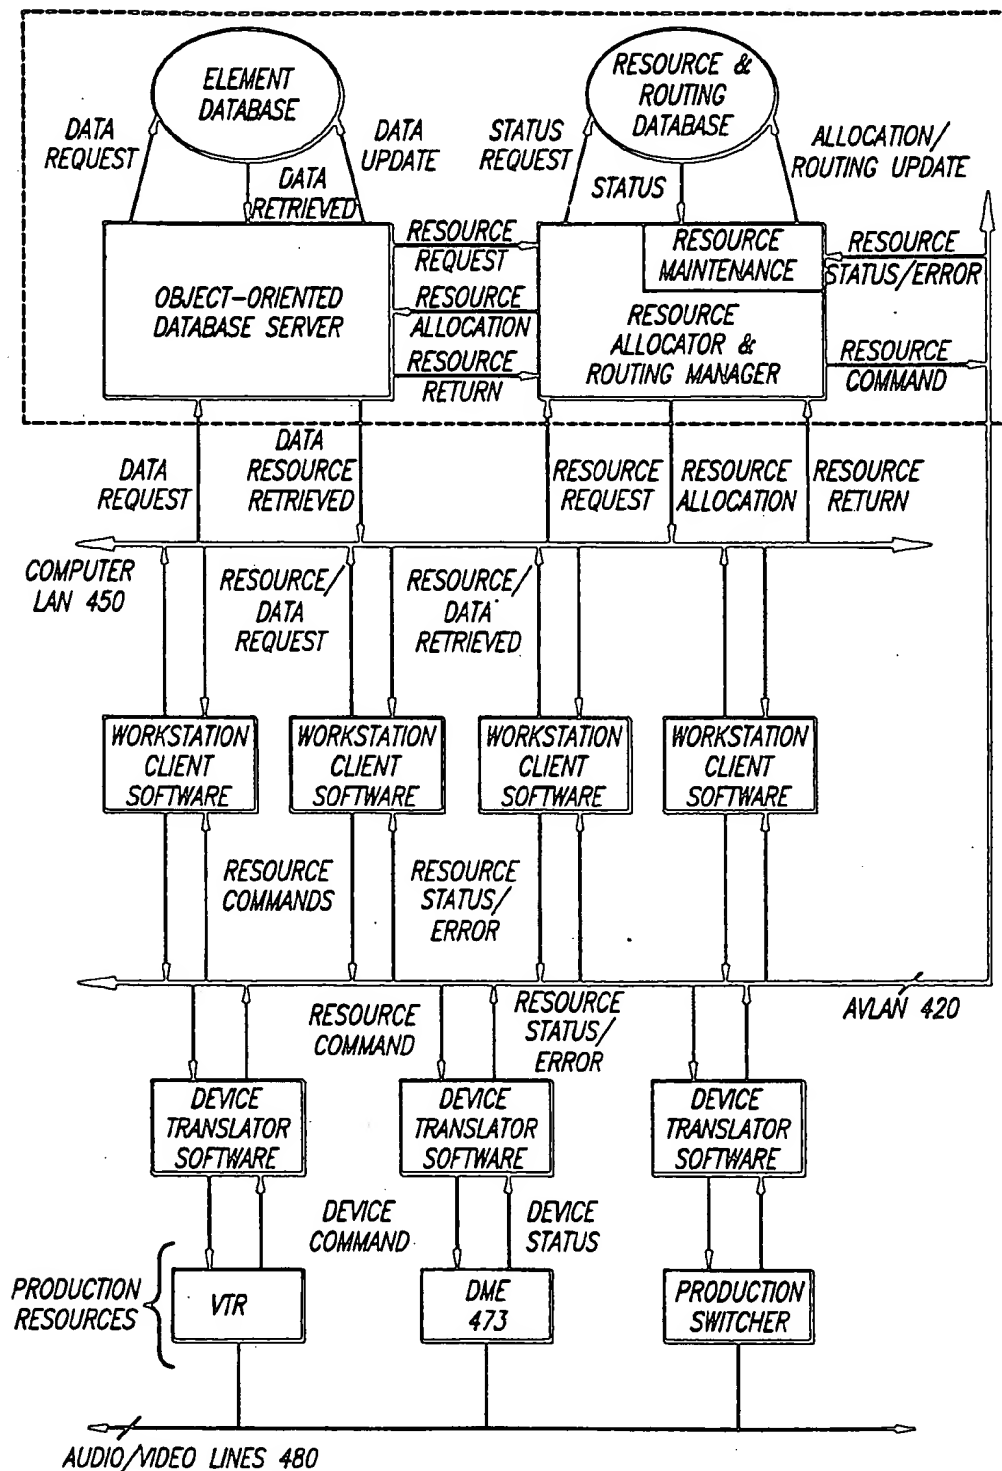 ELEMENT
DATABASE
RESOURCE &
ROUTING
DATABASE
DATA
REQUEST
DATA
UPDATE
DATA
RETRIEVED
STATUS
REQUEST
STATUS
ALLOCATION/
ROUTING UPDATE
OBJECT-ORIENTED
DATABASE SERVER
RESOURCE
REQUEST
RESOURCE
ALLOCATION
RESOURCE
RETURN
RESOURCE
MAINTENANCE
RESOURCE
ALLOCATOR &
ROUTING MANAGER
RESOURCE
STATUS/ERROR
RESOURCE
COMMAND
DATA
REQUEST
DATA
RESOURCE
RETRIEVED
RESOURCE
REQUEST
RESOURCE
ALLOCATION
RESOURCE
RETURN
COMPUTER
LAN 450
RESOURCE/
DATA
REQUEST
RESOURCE/
DATA
RETRIEVED
WORKSTATION
CLIENT
SOFTWARE
WORKSTATION
CLIENT
SOFTWARE
WORKSTATION
CLIENT
SOFTWARE
WORKSTATION
CLIENT
SOFTWARE
RESOURCE
COMMANDS
RESOURCE
STATUS/
ERROR
AVLAN 420
RESOURCE
COMMAND
RESOURCE
STATUS/
ERROR
DEVICE
TRANSLATOR
SOFTWARE
DEVICE
TRANSLATOR
SOFTWARE
DEVICE
TRANSLATOR
SOFTWARE
DEVICE
COMMAND
DEVICE
STATUS
PRODUCTION
RESOURCES
VTR
DME
473
PRODUCTION
SWITCHER
AUDIO/VIDEO LINES 480